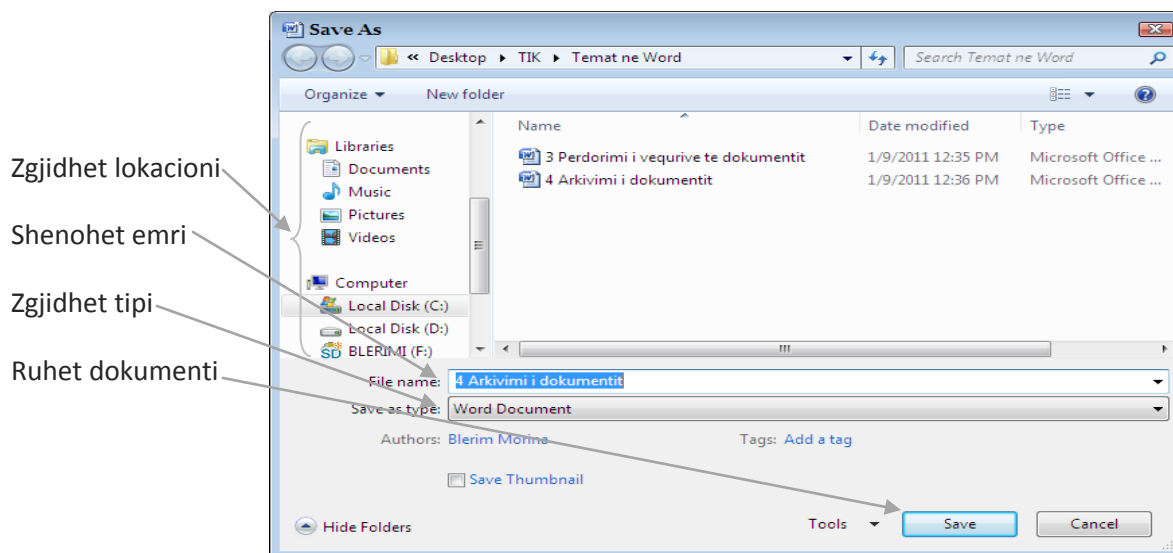 Save As
« Desktop ▸ TIK ▸ Temat ne Word
Search Temat ne Word
Organize
New folder
Name
Date modified
Type
Libraries
Documents
Music
Pictures
Videos
Computer
Local Disk (C:)
Local Disk (D:)
BLERIMI (F:)
3 Perdorimi i vequrive te dokumentit 1/9/2011 12:35 PM Microsoft Office ...
4 Arkivimi i dokumentit 1/9/2011 12:36 PM Microsoft Office ...
Zgjidhet lokacioni
Shenohet emri
Zgjidhet tipi
Ruhet dokumenti
File name: 4 Arkivimi i dokumentit
Save as type: Word Document
Authors: Blerim Morina
Tags: Add a tag
Save Thumbnail
Hide Folders
Tools
Save
Cancel